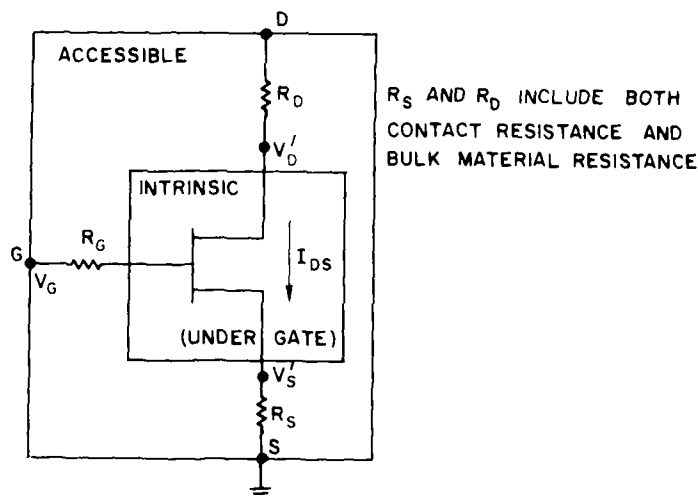 D
ACCESSIBLE
R_D
R_S AND R_D INCLUDE BOTH
CONTACT RESISTANCE AND
BULK MATERIAL RESISTANCE
V_D'
INTRINSIC
R_G
G
V_G
I_DS
(UNDER GATE)
V_S'
R_S
S